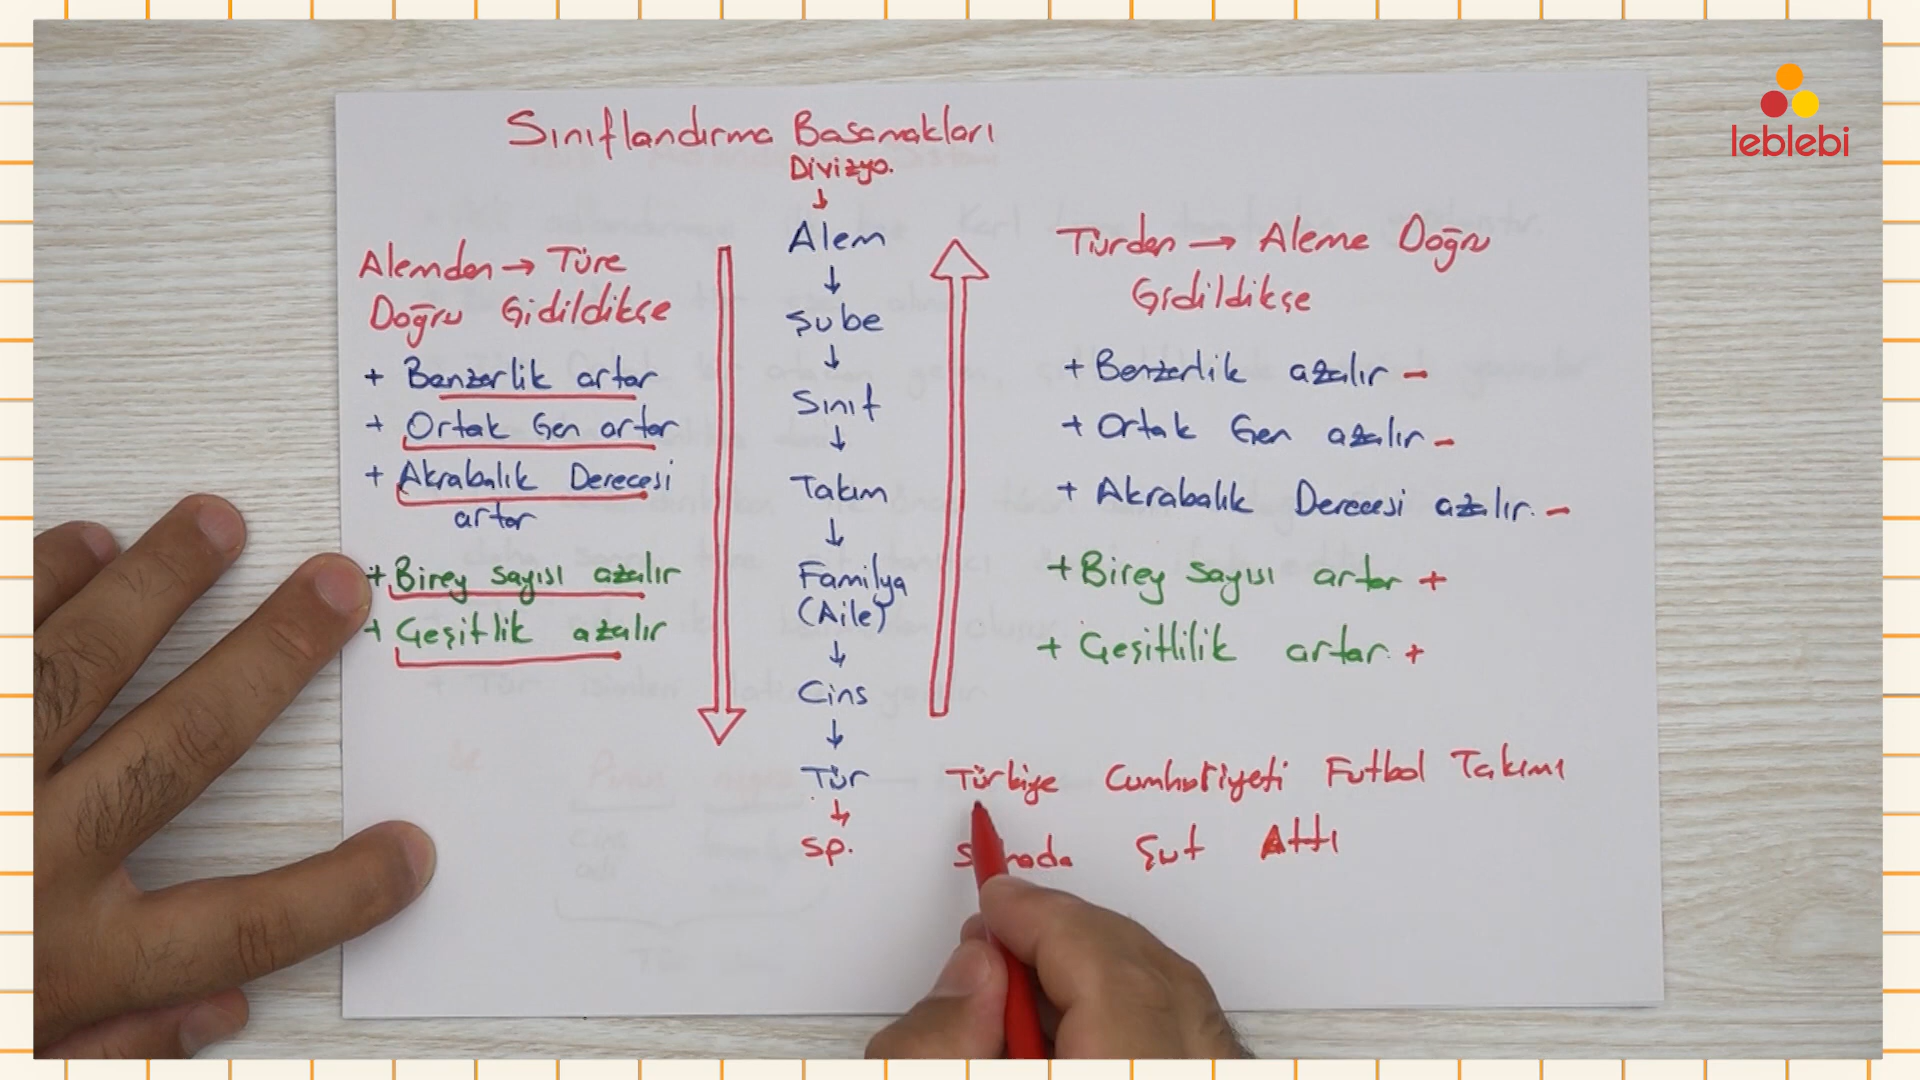 leblebi
Sınıflandırma Basamakları
Divizyo.
↓
Alem
↓
Şube
↓
Sınıf
↓
Takım
↓
Familya
(Aile)
↓
Cins
↓
Tür
↓
Sp.
Alemden → Türe
Doğru Gidildikçe
+ Benzerlik artar
+ Ortak Gen artar
+ Akrabalık Derecesi
artar
+ Birey sayısı azalır
+ Çeşitlik azalır
Türden → Aleme Doğru
Gidildikçe
+ Benzerlik azalır -
+ Ortak Gen azalır -
+ Akrabalık Derecesi azalır. -
+ Birey sayısı artar +
+ Çeşitlilik artar. +
Türkiye Cumhuriyeti Futbol Takımı
Şut Attı